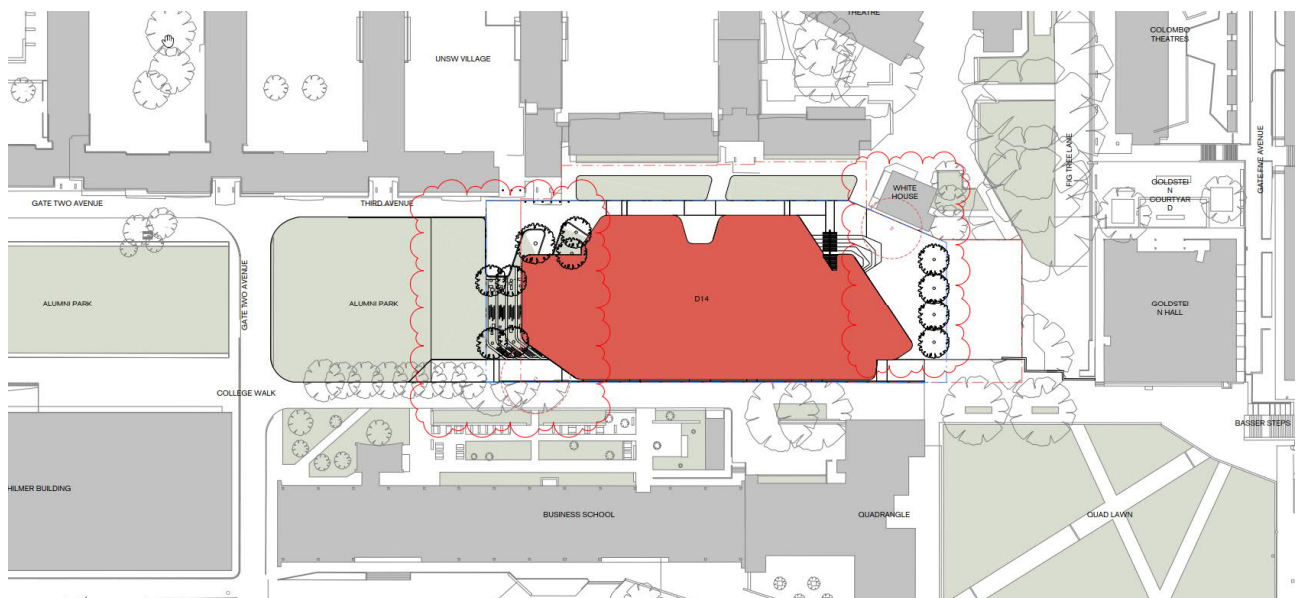 THEATRE
COLOMBO
THEATRES
UNSW VILLAGE
FIG TREE LANE
GATE FIVE AVENUE
WHITE
HOUSE
GOLDSTEI
N
COURTYAR
D
GATE TWO AVENUE
THIRD AVENUE
GATE TWO AVENUE
ALUMNI PARK
ALUMNI PARK
D14
GOLDSTEI
N HALL
COLLEGE WALK
BASSER STEPS
HILMER BUILDING
BUSINESS SCHOOL
QUADRANGLE
QUAD LAWN